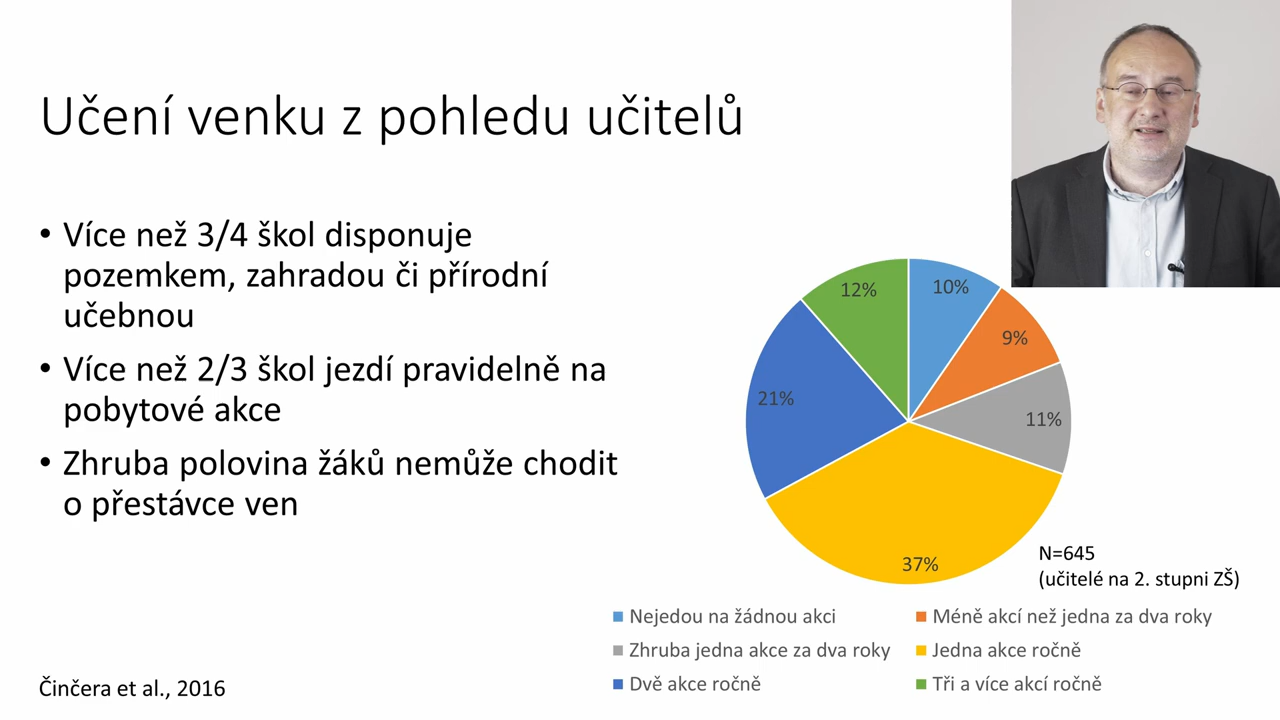 Učení venku z pohledu učitelů
• Více než 3/4 škol disponuje
pozemkem, zahradou či přírodní
učebnou
• Více než 2/3 škol jezdí pravidelně na
pobytové akce
• Zhruba polovina žáků nemůže chodit
o přestávce ven
12%
10%
9%
21%
11%
37%
N=645
(učitelé na 2. stupni ZŠ)
Nejedou na žádnou akci
Méně akcí než jedna za dva roky
Zhruba jedna akce za dva roky
Jedna akce ročně
Dvě akce ročně
Tři a více akcí ročně
Činčera et al., 2016